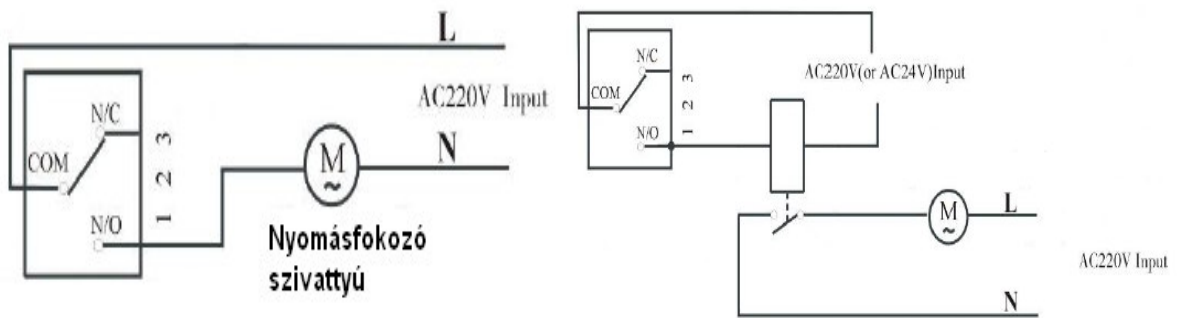 L
AC220V Input
N
N/C
COM
N/O
3
2
1
M
~
Nyomásfokozó
szivattyú
N/C
COM
N/O
3
2
1
AC220V(or AC24V)Input
M
~
L
AC220V Input
N